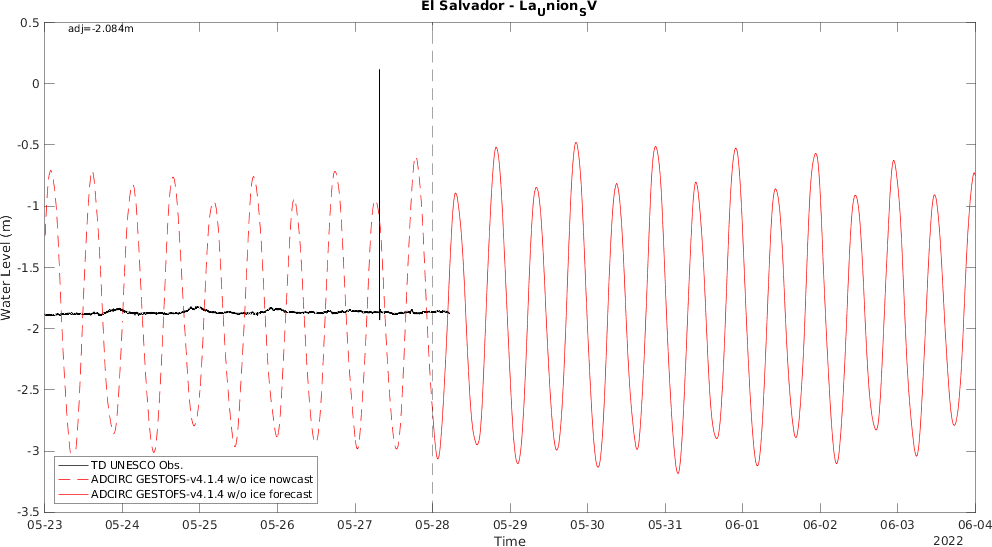 El Salvador - LaUnionSV
adj=-2.084m
0.5
0
-0.5
-1
-1.5
-2
-2.5
-3
-3.5
Water Level (m)
TD UNESCO Obs.
ADCIRC GESTOFS-v4.1.4 w/o ice nowcast
ADCIRC GESTOFS-v4.1.4 w/o ice forecast
05-23 05-24 05-25 05-26 05-27 05-28 05-29 05-30 05-31 06-01 06-02 06-03 06-04
Time
2022